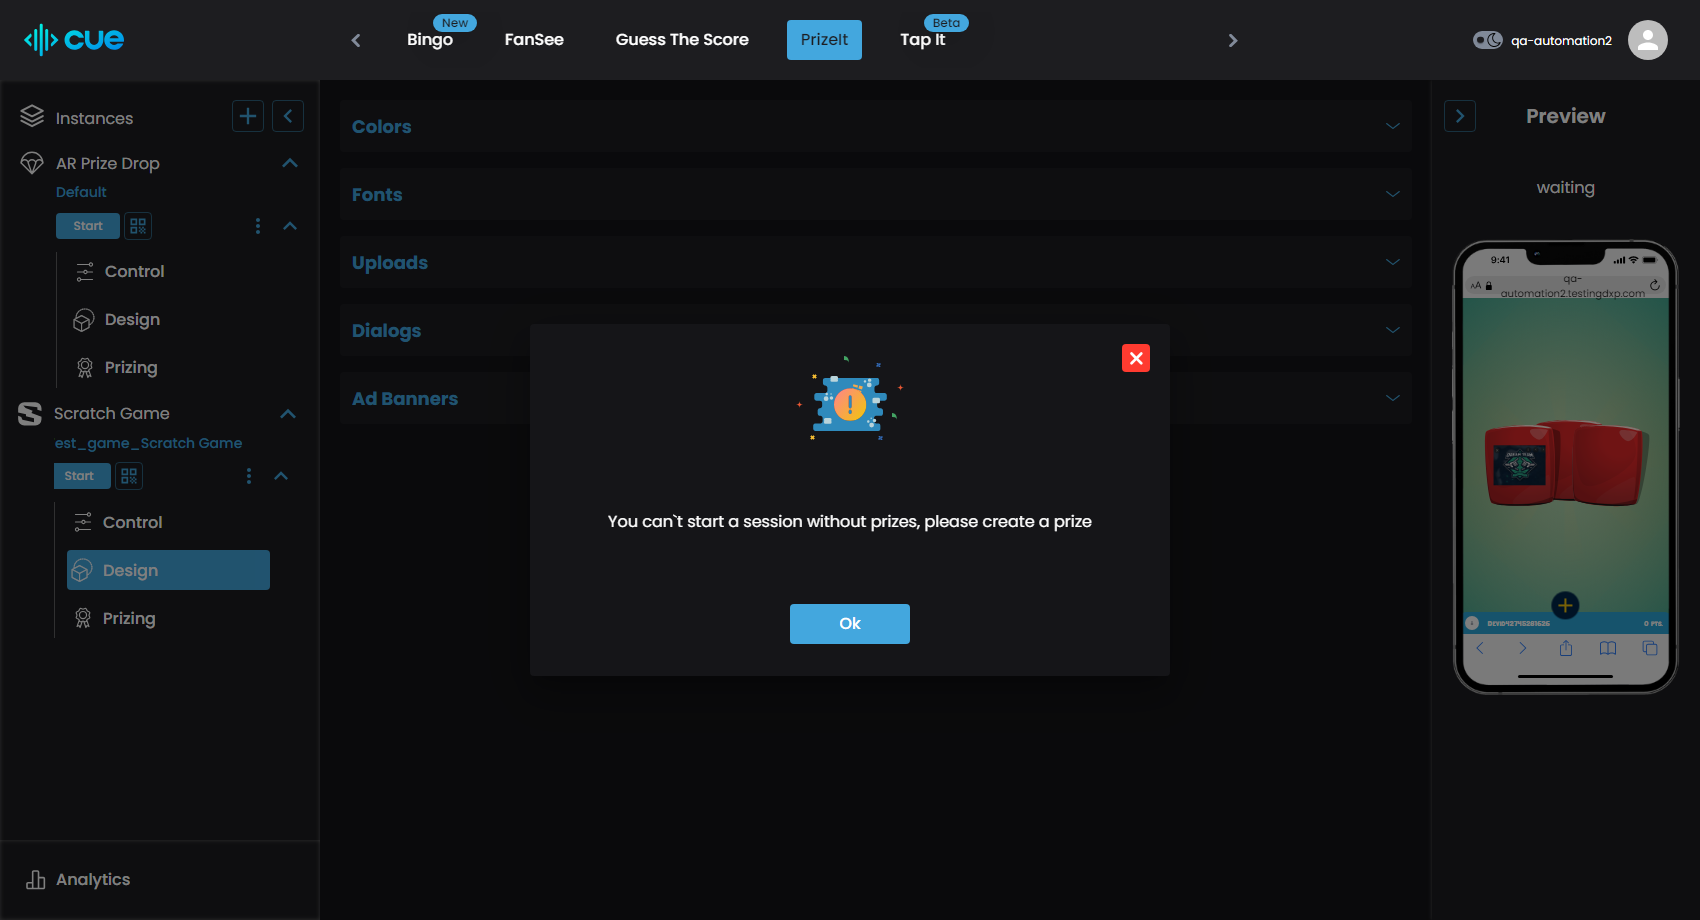 cue
New
Beta
Bingo
FanSee
Guess The Score
PrizeIt
Tap It
qa-automation2
Instances
AR Prize Drop
Default
Start
Control
Design
Prizing
Scratch Game
est_game_Scratch Game
Start
Control
Design
Prizing
Analytics
Colors
Fonts
Uploads
Dialogs
Ad Banners
You can`t start a session without prizes, please create a prize
Ok
Preview
waiting
9:41
AA
qa-
automation2.testingdxp.com
0 PTS.